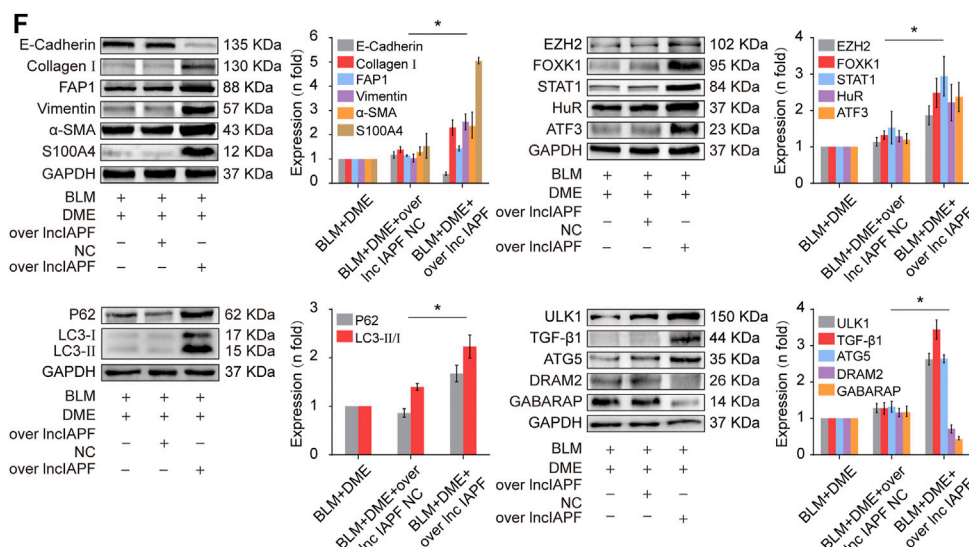 F
E-Cadherin 135 KDa
Collagen I 130 KDa
FAP1 88 KDa
Vimentin 57 KDa
α-SMA 43 KDa
S100A4 12 KDa
GAPDH 37 KDa
BLM + + +
DME + + +
over lncIAPF
NC − + −
over lncIAPF − − +
Expression (n fold)
6
5
4
3
2
1
0
*
E-Cadherin
Collagen I
FAP1
Vimentin
α-SMA
S100A4
BLM+DME
BLM+DME+over
lnc IAPF NC
BLM+DME+
over lnc IAPF
EZH2 102 KDa
FOXK1 95 KDa
STAT1 84 KDa
HuR 37 KDa
ATF3 23 KDa
GAPDH 37 KDa
BLM + + +
DME + + +
over lncIAPF
NC − + −
over lncIAPF − − +
Expression (n fold)
4
3
2
1
0
*
EZH2
FOXK1
STAT1
HuR
ATF3
BLM+DME
BLM+DME+over
lnc IAPF NC
BLM+DME+
over lnc IAPF
P62 62 KDa
LC3-I 17 KDa
LC3-II 15 KDa
GAPDH 37 KDa
BLM + + +
DME + + +
over lncIAPF
NC − + −
over lncIAPF − − +
Expression (n fold)
3
2
1
0
*
P62
LC3-II/I
BLM+DME
BLM+DME+over
lnc IAPF NC
BLM+DME+
over lnc IAPF
ULK1 150 KDa
TGF-β1 44 KDa
ATG5 35 KDa
DRAM2 26 KDa
GABARAP 14 KDa
GAPDH 37 KDa
BLM + + +
DME + + +
over lncIAPF
NC − + −
over lncIAPF − − +
Expression (n fold)
4
3
2
1
0
*
ULK1
TGF-β1
ATG5
DRAM2
GABARAP
BLM+DME
BLM+DME+over
lnc IAPF NC
BLM+DME+
over lnc IAPF